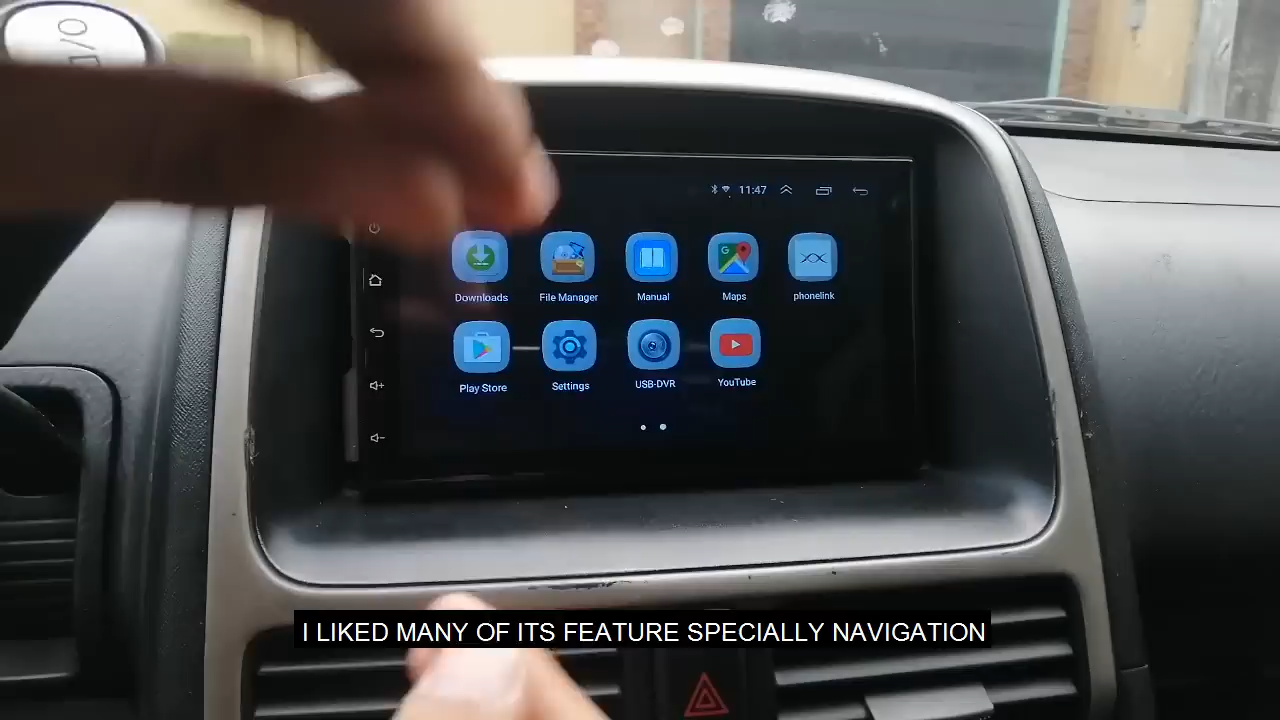 O/D
11:47
Downloads
File Manager
Manual
Maps
phonelink
Play Store
Settings
USB-DVR
YouTube
I LIKED MANY OF ITS FEATURE SPECIALLY NAVIGATION